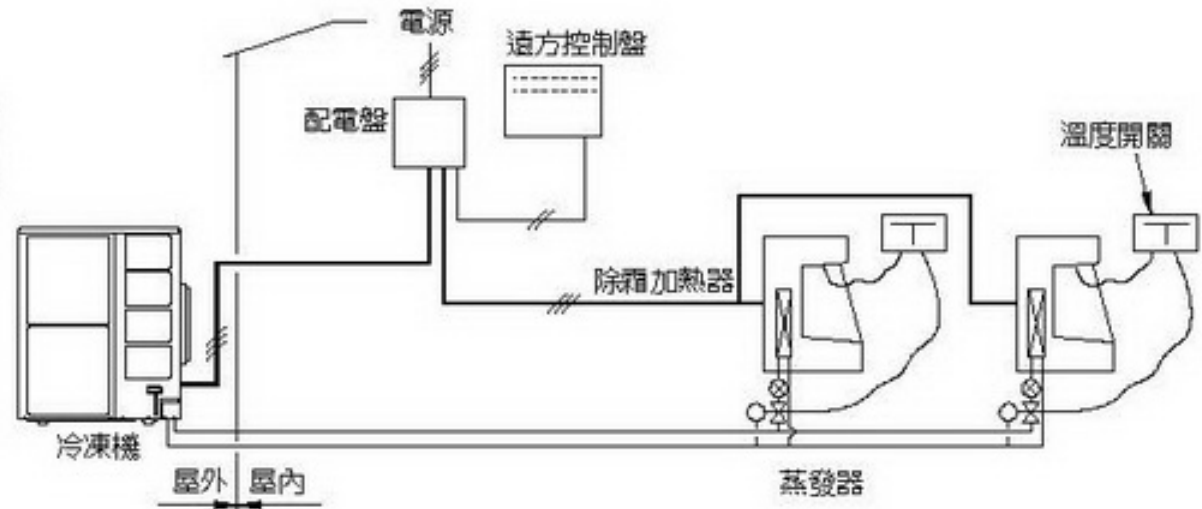 電源
遠方控制盤
配電盤
溫度開關
除霜加熱器
冷凍機
屋外
屋內
蒸發器